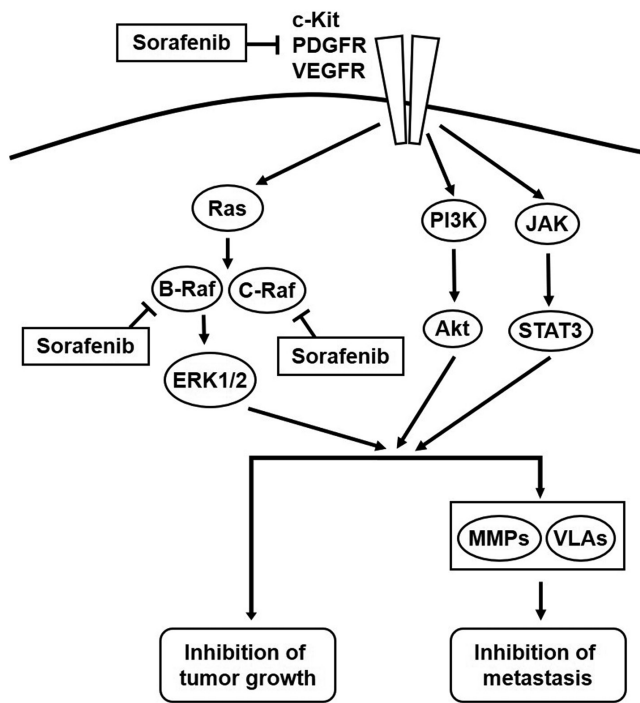 c-Kit
Sorafenib
PDGFR
VEGFR
Ras
PI3K
JAK
B-Raf
C-Raf
Sorafenib
Sorafenib
Akt
STAT3
ERK1/2
MMPs
VLAs
Inhibition of
tumor growth
Inhibition of
metastasis